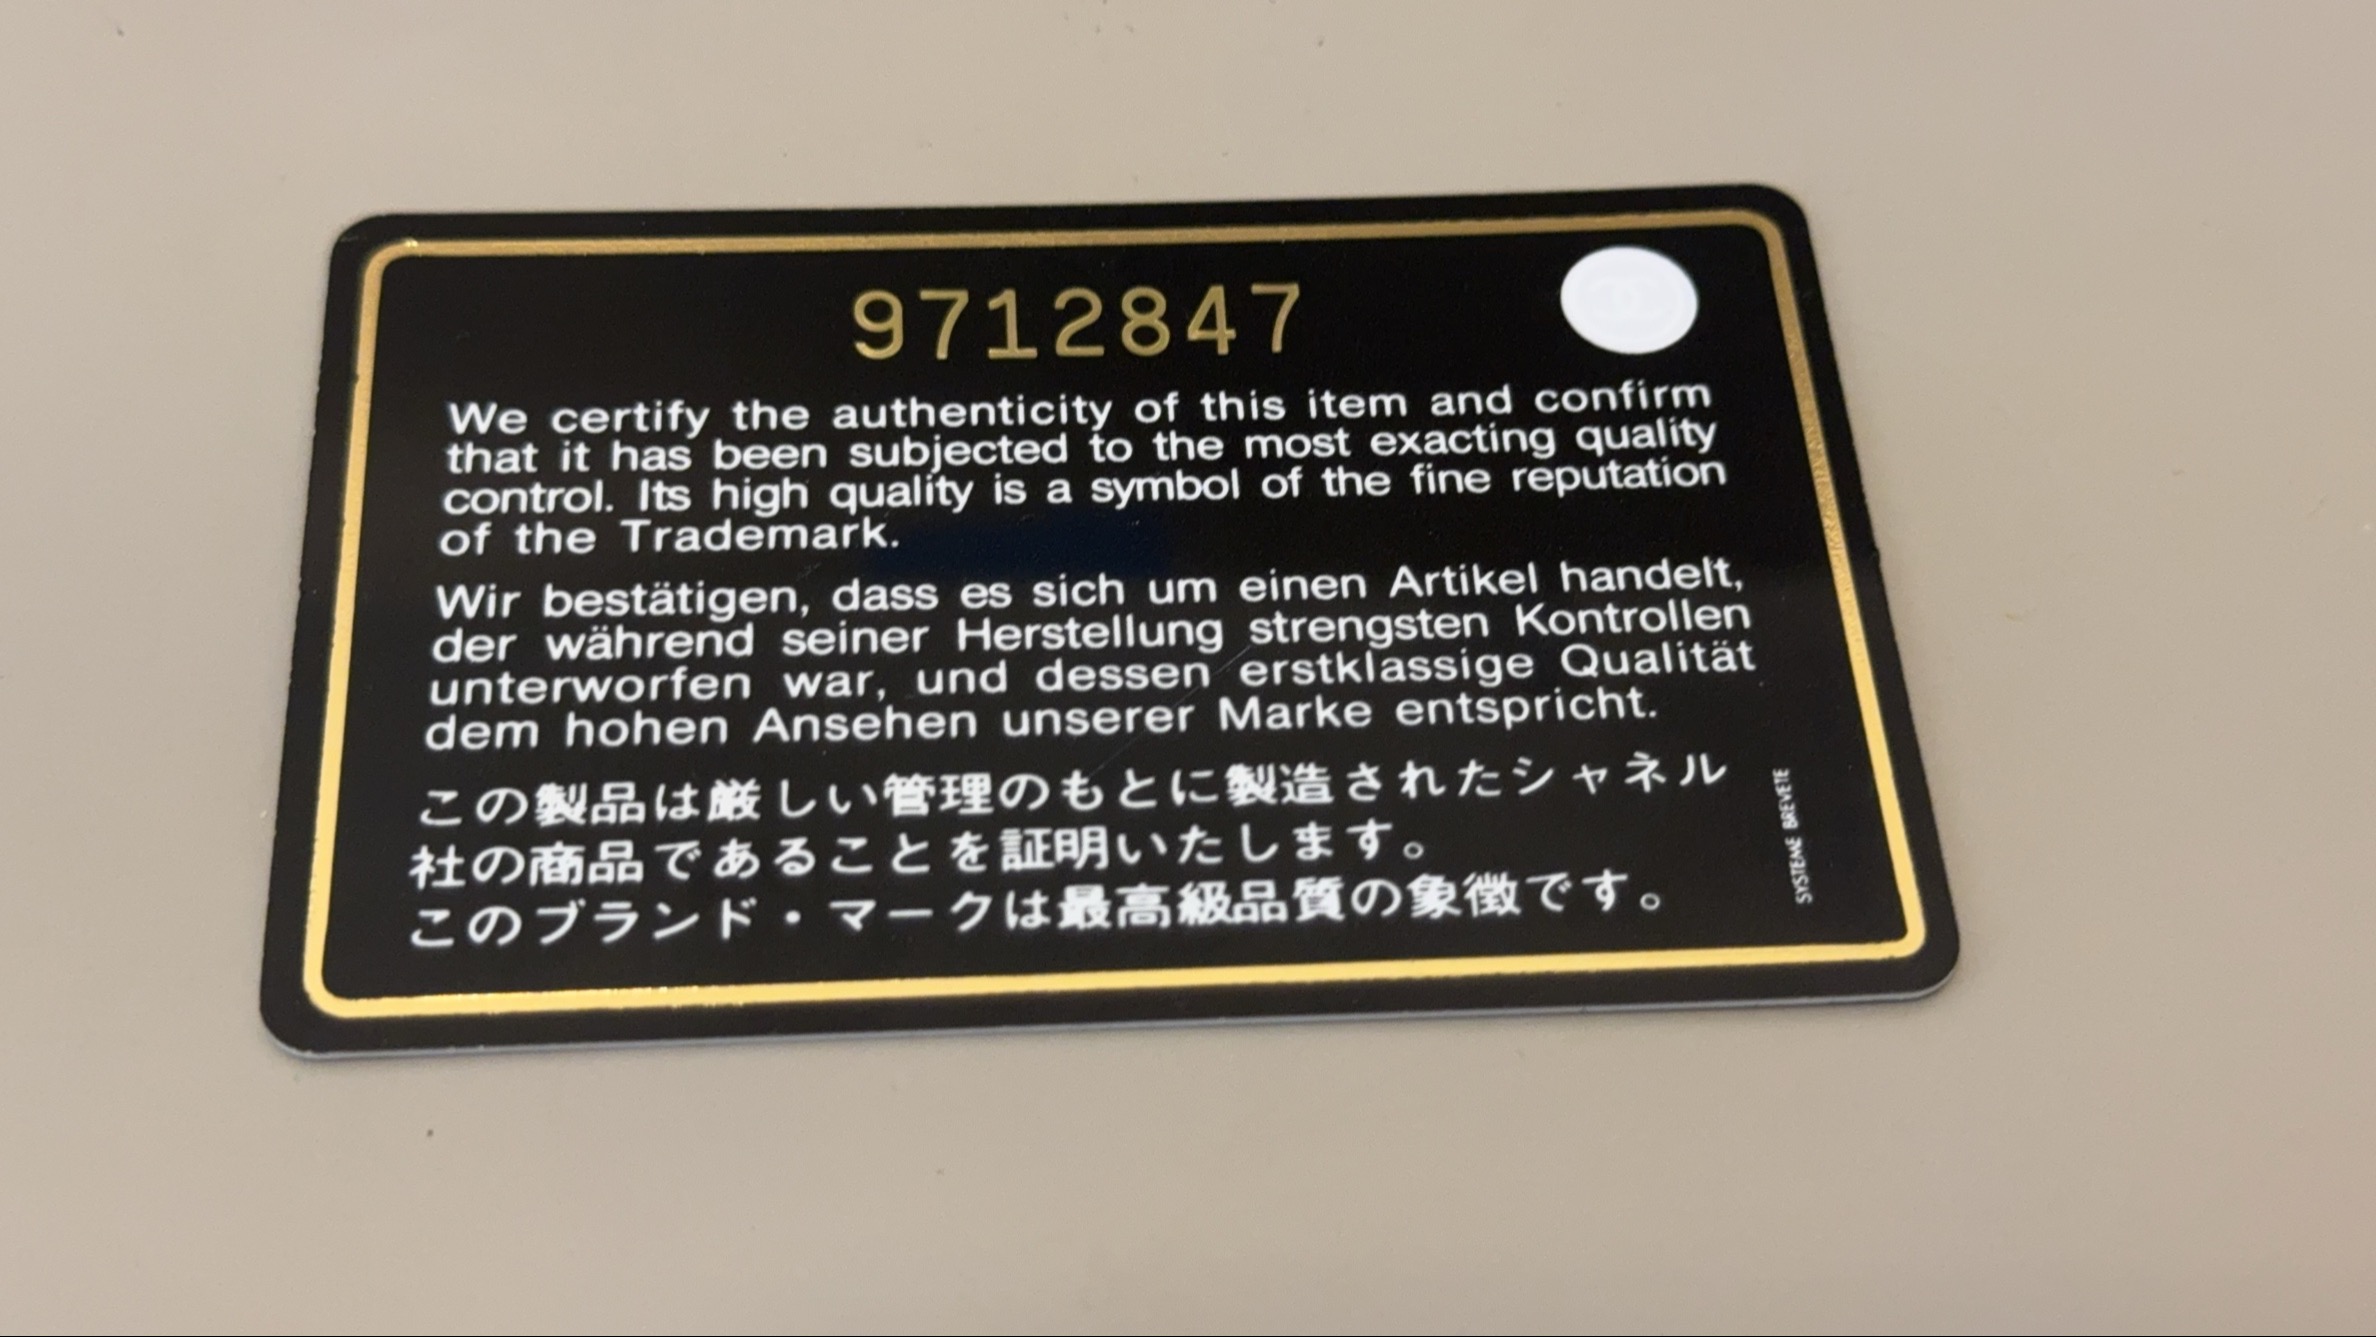 9712847
We certify the authenticity of this item and confirm
that it has been subjected to the most exacting quality
control. Its high quality is a symbol of the fine reputation
of the Trademark.
Wir bestätigen, dass es sich um einen Artikel handelt,
der während seiner Herstellung strengsten Kontrollen
unterworfen war, und dessen erstklassige Qualität
dem hohen Ansehen unserer Marke entspricht.
この製品は厳しい管理のもとに製造されたシャネル
社の商品であることを証明いたします。
このブランド・マークは最高級品質の象徴です。
SYSTEME BREVETE